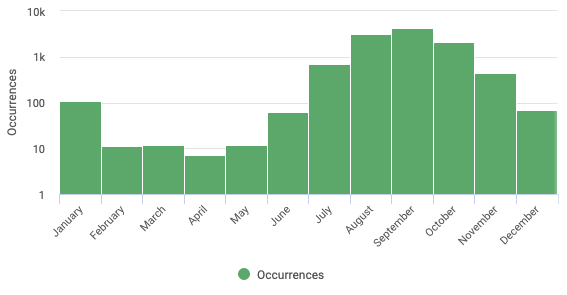 10k
1k
100
10
1
Occurrences
January
February
March
April
May
June
July
August
September
October
November
December
Occurrences